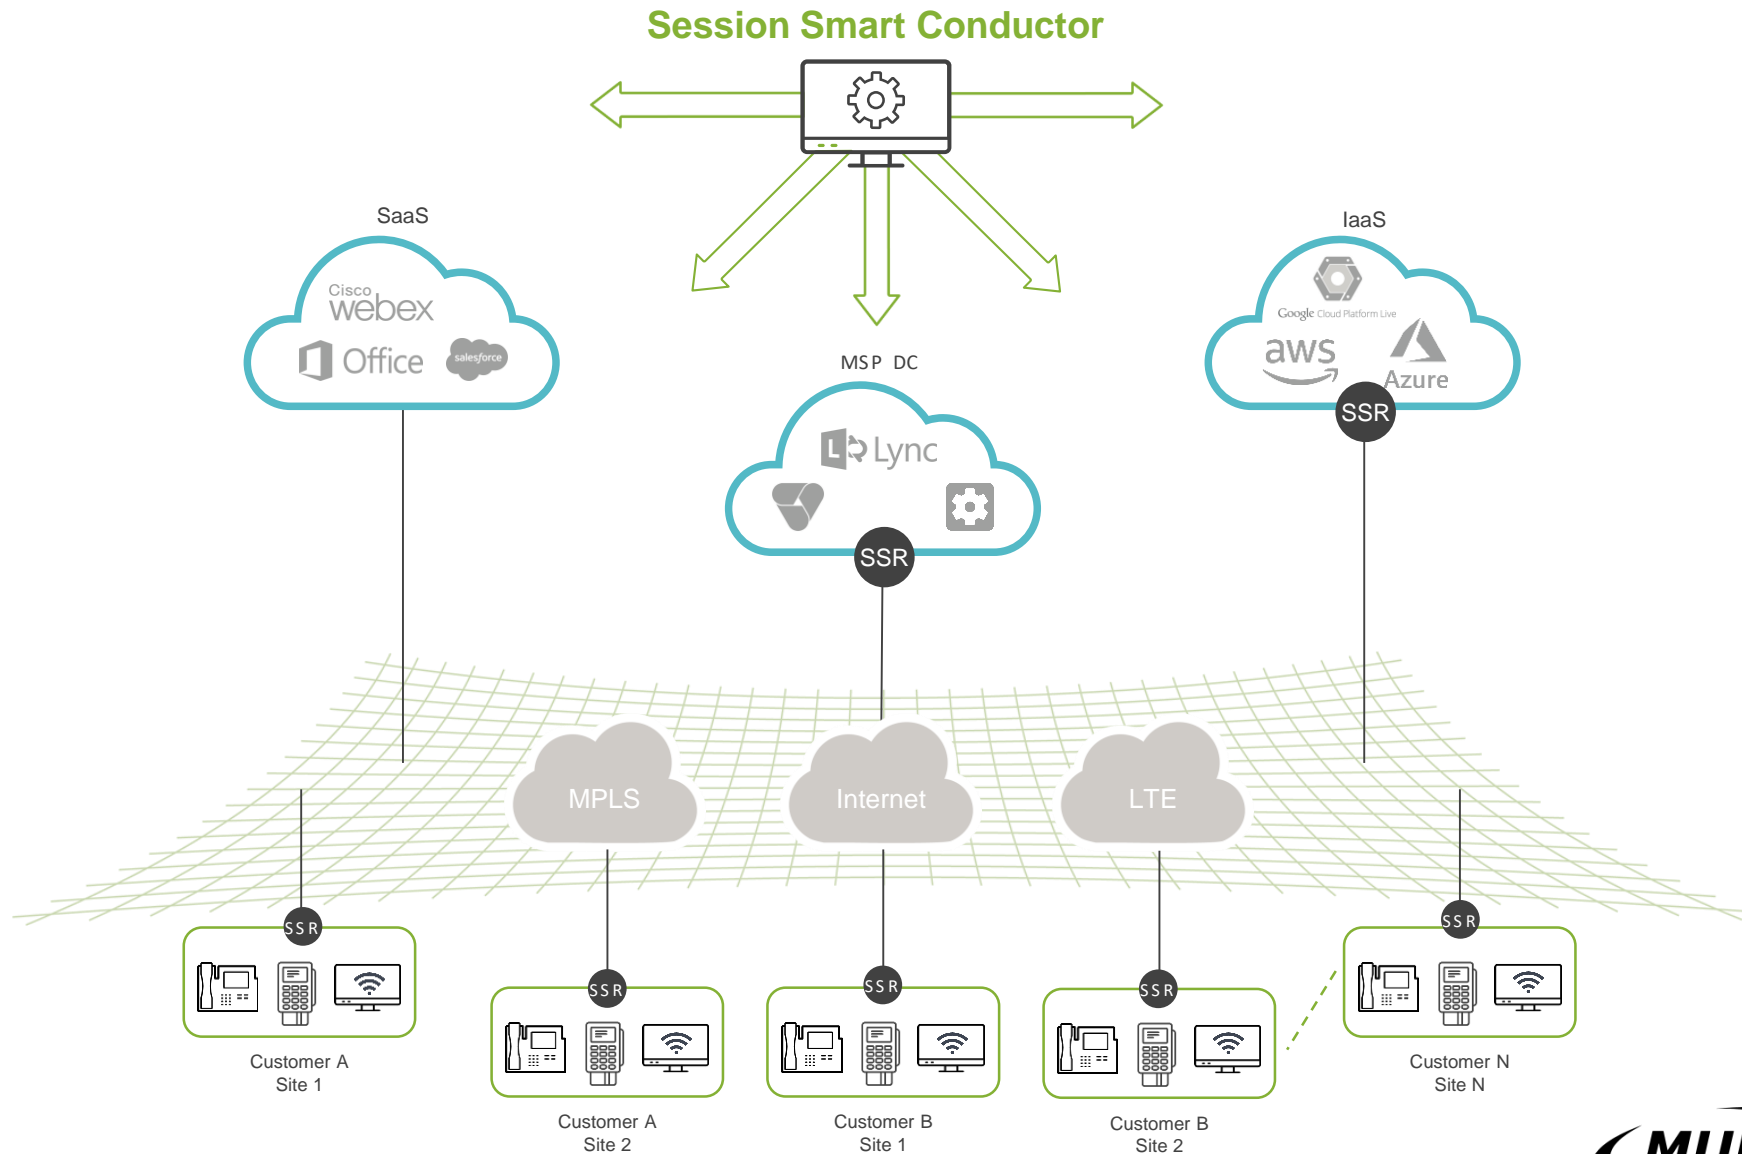 Session Smart Conductor
SaaS
IaaS
Cisco
webex
Office
salesforce
Google Cloud Platform Live
aws
Azure
SSR
MSP DC
L Lync
SSR
MPLS
Internet
LTE
SSR
SSR
SSR
SSR
SSR
Customer A
Site 1
Customer A
Site 2
Customer B
Site 1
Customer B
Site 2
Customer N
Site N